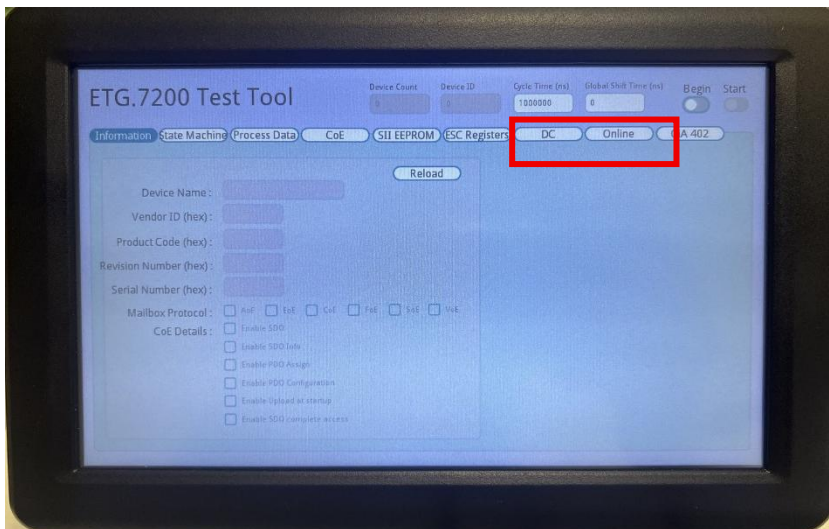 ETG.7200 Test Tool
Device Count
Device ID
Cycle Time (ns)
Global Shift Time (ns)
Begin
Start
0
0
1000000
0
Information
State Machine
Process Data
CoE
SII EEPROM
ESC Registers
DC
Online
A 402
Reload
Device Name :
Vendor ID (hex) :
Product Code (hex) :
Revision Number (hex) :
Serial Number (hex) :
Mailbox Protocol :
AoE
EoE
CoE
FoE
SoE
VoE
CoE Details :
Enable SDO
Enable SDO Info
Enable PDO Assign
Enable PDO Configuration
Enable Upload at startup
Enable SDO complete access